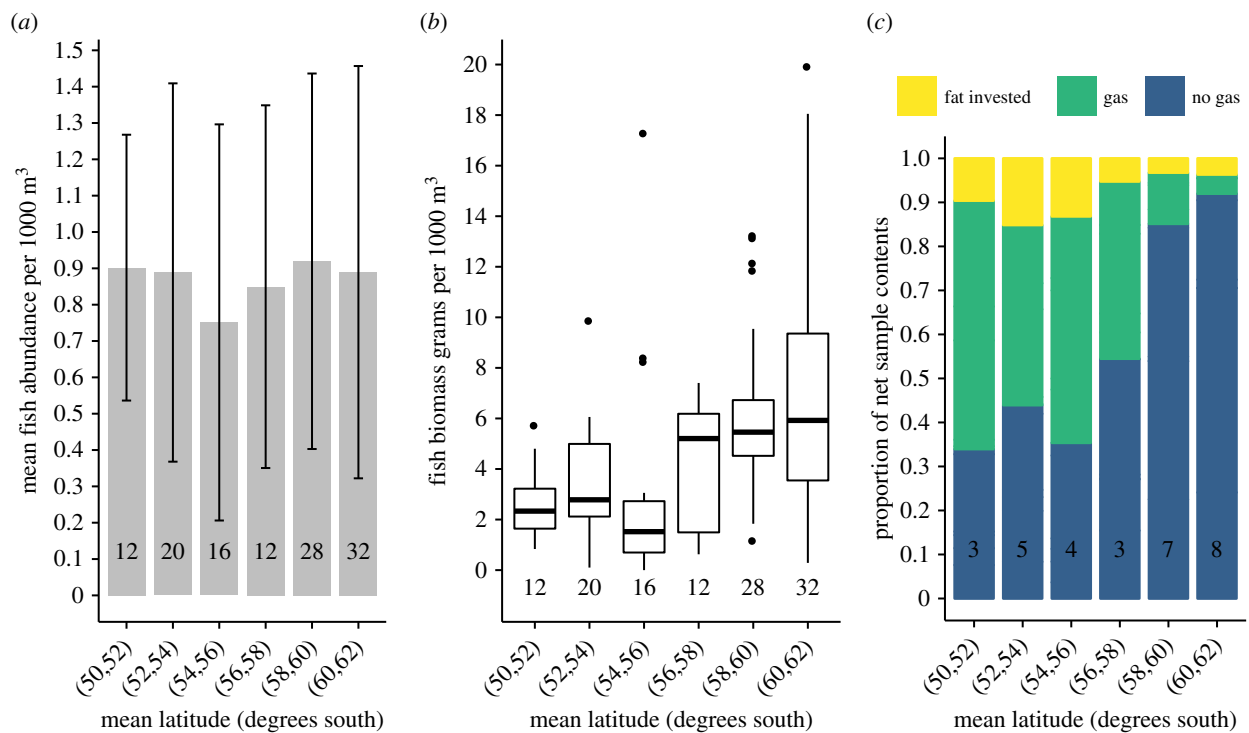 (a)
mean fish abundance per 1000 m³
1.5
1.4
1.3
1.2
1.1
1.0
0.9
0.8
0.7
0.6
0.5
0.4
0.3
0.2
0.1
0
12 20 16 12 28 32
(50,52) (52,54) (54,56) (56,58) (58,60) (60,62)
mean latitude (degrees south)
(b)
fish biomass grams per 1000 m³
20
18
16
14
12
10
8
6
4
2
0
12 20 16 12 28 32
(50,52) (52,54) (54,56) (56,58) (58,60) (60,62)
mean latitude (degrees south)
(c)
fat invested gas no gas
proportion of net sample contents
1.0
0.9
0.8
0.7
0.6
0.5
0.4
0.3
0.2
0.1
0
3 5 4 3 7 8
(50,52) (52,54) (54,56) (56,58) (58,60) (60,62)
mean latitude (degrees south)